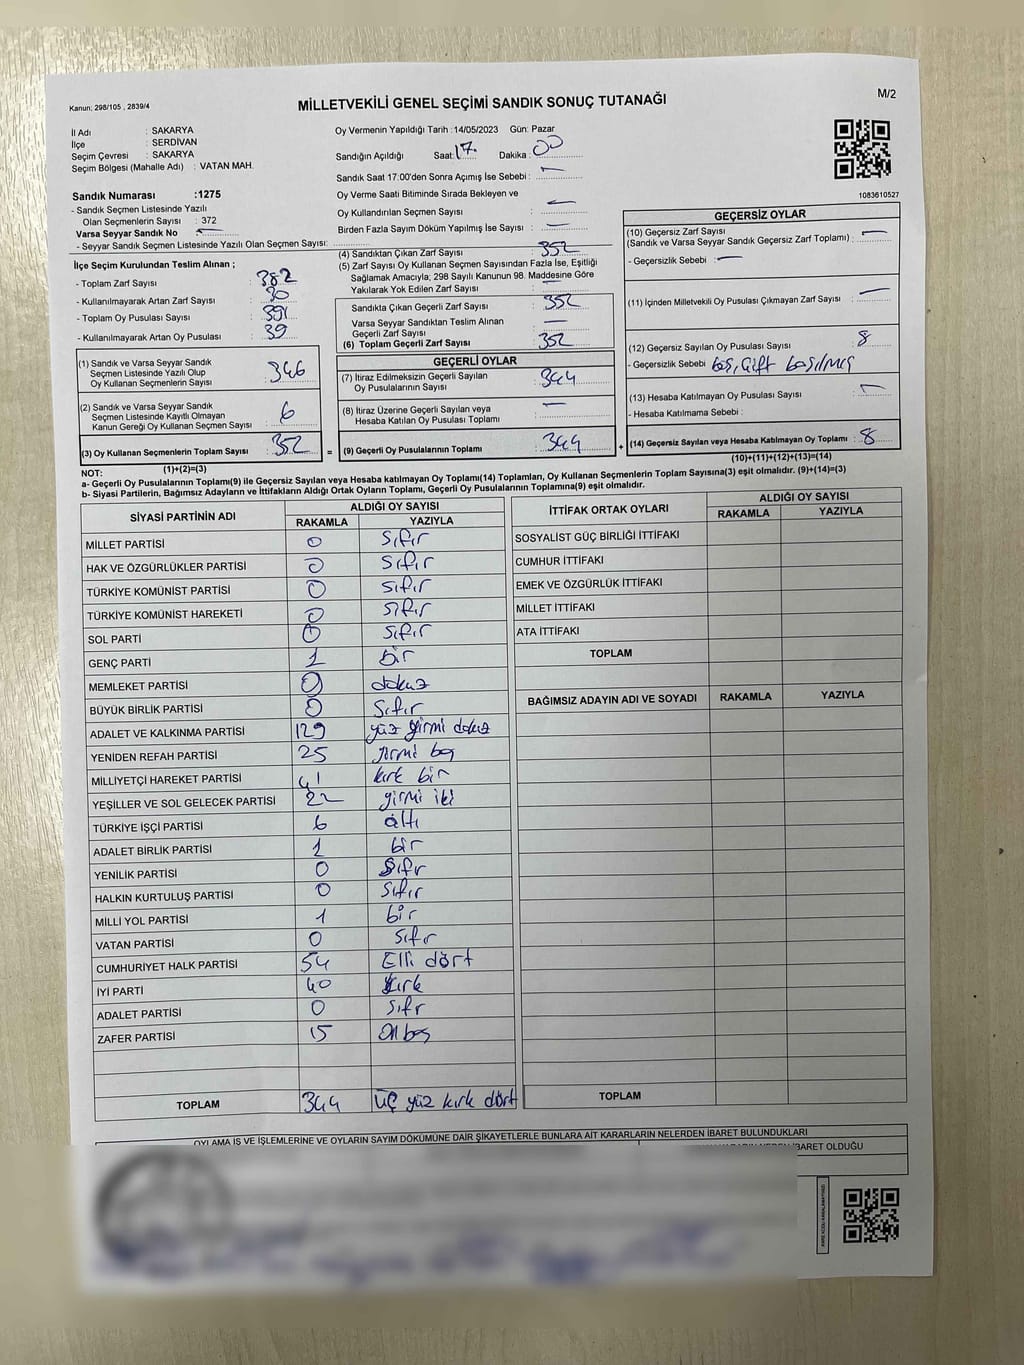 Kanun; 298/105 , 2839/4
MİLLETVEKİLİ GENEL SEÇİMİ SANDIK SONUÇ TUTANAĞI
M/2
İl Adı : SAKARYA
İlçe : SERDİVAN
Seçim Çevresi : SAKARYA
Seçim Bölgesi (Mahalle Adı) : VATAN MAH.
Oy Vermenin Yapıldığı Tarih :14/05/2023 Gün: Pazar
Sandığın Açıldığı Saat: 17. Dakika : 00
Sandık Saat 17:00'den Sonra Açımış İse Sebebi : —
Oy Verme Saati Bitiminde Sırada Bekleyen ve
Oy Kullandırılan Seçmen Sayısı : —
Birden Fazla Sayım Döküm Yapılmış İse Sayısı : —
1083610527
Sandık Numarası :1275
- Sandık Seçmen Listesinde Yazılı
Olan Seçmenlerin Sayısı : 372
Varsa Seyyar Sandık No : —
- Seyyar Sandık Seçmen Listesinde Yazılı Olan Seçmen Sayısı:
İlçe Seçim Kurulundan Teslim Alınan ;
- Toplam Zarf Sayısı : 382
- Kullanılmayarak Artan Zarf Sayısı : 30
- Toplam Oy Pusulası Sayısı : 391
- Kullanılmayarak Artan Oy Pusulası : 39
(1) Sandık ve Varsa Seyyar Sandık
Seçmen Listesinde Yazılı Olup
Oy Kullanan Seçmenlerin Sayısı : 346
(2) Sandık ve Varsa Seyyar Sandık
Seçmen Listesinde Kayıtlı Olmayan
Kanun Gereği Oy Kullanan Seçmen Sayısı : 6
(3) Oy Kullanan Seçmenlerin Toplam Sayısı : 352
(1)+(2)=(3)
(4) Sandıktan Çıkan Zarf Sayısı : 352
(5) Zarf Sayısı Oy Kullanan Seçmen Sayısından Fazla İse, Eşitliği
Sağlamak Amacıyla; 298 Sayılı Kanunun 98. Maddesine Göre
Yakılarak Yok Edilen Zarf Sayısı : —
Sandıkta Çıkan Geçerli Zarf Sayısı : 352
Varsa Seyyar Sandıktan Teslim Alınan
Geçerli Zarf Sayısı : —
(6) Toplam Geçerli Zarf Sayısı : 352
GEÇERLİ OYLAR
(7) İtiraz Edilmeksizin Geçerli Sayılan
Oy Pusulalarının Sayısı : 344
(8) İtiraz Üzerine Geçerli Sayılan veya
Hesaba Katılan Oy Pusulası Toplamı : —
= (9) Geçerli Oy Pusulalarının Toplamı : 344 +
GEÇERSİZ OYLAR
(10) Geçersiz Zarf Sayısı
(Sandık ve Varsa Seyyar Sandık Geçersiz Zarf Toplamı) : —
- Geçersizlik Sebebi : —
(11) İçinden Milletvekili Oy Pusulası Çıkmayan Zarf Sayısı : —
(12) Geçersiz Sayılan Oy Pusulası Sayısı : 8
- Geçersizlik Sebebi : boş, Çift basılmış
(13) Hesaba Katılmayan Oy Pusulası Sayısı : —
- Hesaba Katılmama Sebebi :
(14) Geçersiz Sayılan veya Hesaba Katılmayan Oy Toplamı : 8
(10)+(11)+(12)+(13)=(14)
NOT:
a- Geçerli Oy Pusulalarının Toplamı(9) ile Geçersiz Sayılan veya Hesaba katılmayan Oy Toplamı(14) Toplamları, Oy Kullanan Seçmenlerin Toplam Sayısına(3) eşit olmalıdır. (9)+(14)=(3)
b- Siyasi Partilerin, Bağımsız Adayların ve İttifakların Aldığı Ortak Oyların Toplamı, Geçerli Oy Pusulalarının Toplamına(9) eşit olmalıdır.
SİYASİ PARTİNİN ADI ALDIĞI OY SAYISI
RAKAMLA YAZIYLA
MİLLET PARTİSİ 0 sıfır
HAK VE ÖZGÜRLÜKLER PARTİSİ 0 sıfır
TÜRKİYE KOMÜNİST PARTİSİ 0 sıfır
TÜRKİYE KOMÜNİST HAREKETİ 0 sıfır
SOL PARTİ 0 sıfır
GENÇ PARTİ 1 bir
MEMLEKET PARTİSİ 9 dokuz
BÜYÜK BİRLİK PARTİSİ 0 sıfır
ADALET VE KALKINMA PARTİSİ 129 yüz yirmi dokuz
YENİDEN REFAH PARTİSİ 25 yirmi beş
MİLLİYETÇİ HAREKET PARTİSİ 41 kırk bir
YEŞİLLER VE SOL GELECEK PARTİSİ 22 yirmi iki
TÜRKİYE İŞÇİ PARTİSİ 6 altı
ADALET BİRLİK PARTİSİ 1 bir
YENİLİK PARTİSİ 0 sıfır
HALKIN KURTULUŞ PARTİSİ 0 sıfır
MİLLİ YOL PARTİSİ 1 bir
VATAN PARTİSİ 0 sıfır
CUMHURİYET HALK PARTİSİ 54 Elli dört
İYİ PARTİ 40 kırk
ADALET PARTİSİ 0 sıfr
ZAFER PARTİSİ 15 On beş
TOPLAM 344 üç yüz kırk dört
İTTİFAK ORTAK OYLARI ALDIĞI OY SAYISI
RAKAMLA YAZIYLA
SOSYALİST GÜÇ BİRLİĞİ İTTİFAKI
CUMHUR İTTİFAKI
EMEK VE ÖZGÜRLÜK İTTİFAKI
MİLLET İTTİFAKI
ATA İTTİFAKI
TOPLAM
BAĞIMSIZ ADAYIN ADI VE SOYADI RAKAMLA YAZIYLA
TOPLAM
OYLAMA İŞ VE İŞLEMLERİNE VE OYLARIN SAYIM DÖKÜMÜNE DAİR ŞİKAYETLERLE BUNLARA AİT KARARLARIN NELERDEN İBARET BULUNDUKLARI
İBARET OLDUĞU